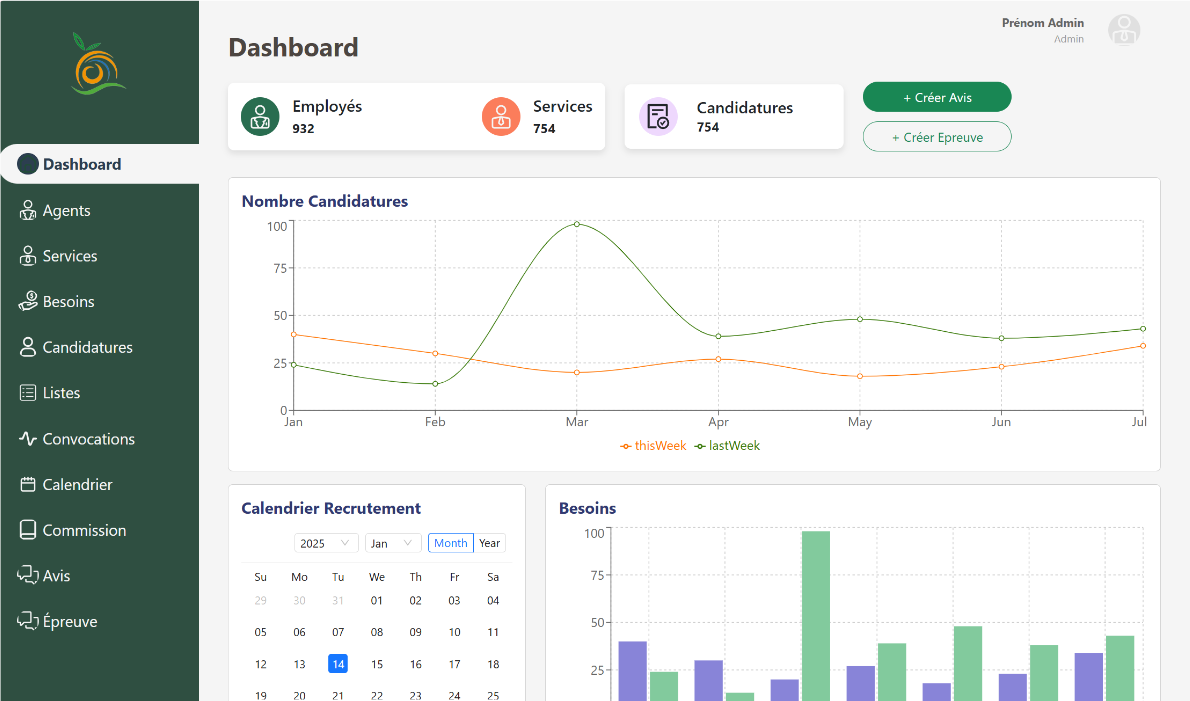 Prénom Admin
Admin
Dashboard
Employés
932
Services
754
Candidatures
754
+ Créer Avis
+ Créer Epreuve
Dashboard
Agents
Services
Besoins
Candidatures
Listes
Convocations
Calendrier
Commission
Avis
Épreuve
Nombre Candidatures
100
75
50
25
0
Jan Feb Mar Apr May Jun Jul
thisWeek lastWeek
Calendrier Recrutement
2025 Jan Month Year
Su Mo Tu We Th Fr Sa
29 30 31 01 02 03 04
05 06 07 08 09 10 11
12 13 14 15 16 17 18
19 20 21 22 23 24 25
Besoins
100
75
50
25